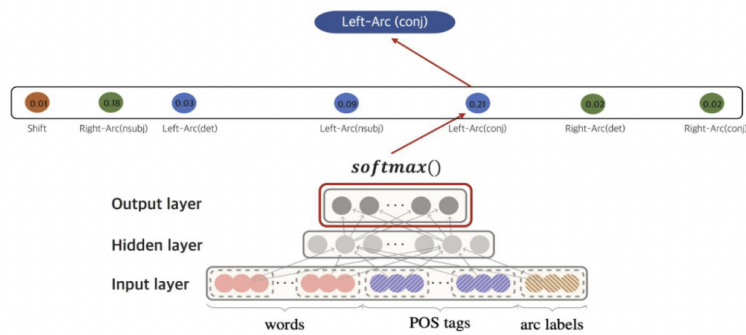 Left-Arc (conj)
0.01 0.18 0.03 0.09 0.21 0.02 0.02
Shift Right-Arc(nsubj) Left-Arc(det) Left-Arc(nsubj) Left-Arc(conj) Right-Arc(det) Right-Arc(conj)
softmax()
Output layer ...
Hidden layer ...
Input layer ... ... 
words POS tags arc labels